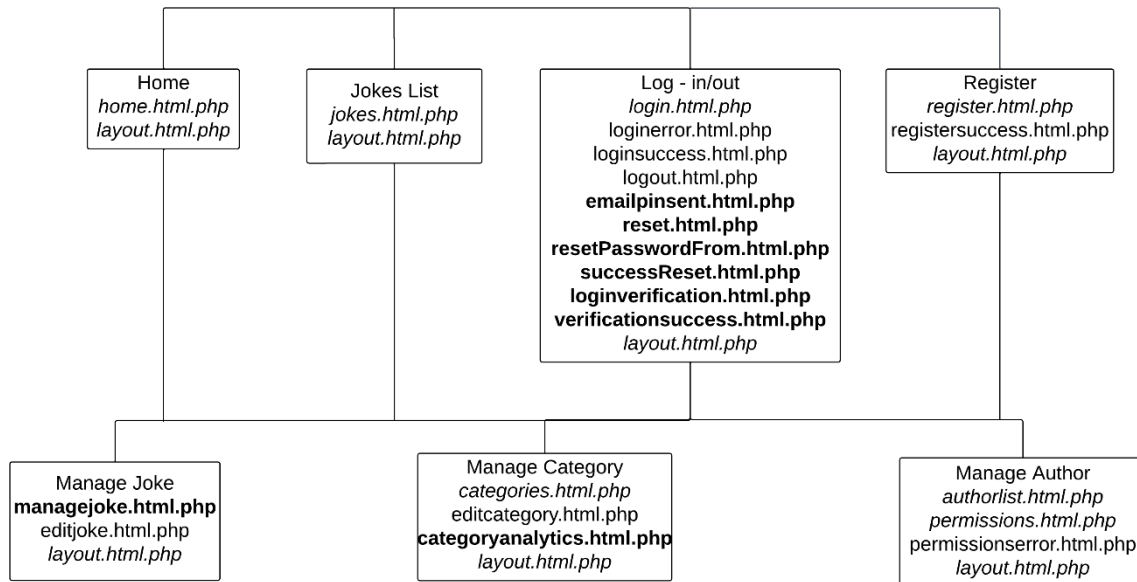 Home
home.html.php
layout.html.php
Jokes List
jokes.html.php
layout.html.php
Log - in/out
login.html.php
loginerror.html.php
loginsuccess.html.php
logout.html.php
emailpinsent.html.php
reset.html.php
resetPasswordFrom.html.php
successReset.html.php
loginverification.html.php
verificationsuccess.html.php
layout.html.php
Register
register.html.php
registersuccess.html.php
layout.html.php
Manage Joke
managejoke.html.php
editjoke.html.php
layout.html.php
Manage Category
categories.html.php
editcategory.html.php
categoryanalytics.html.php
layout.html.php
Manage Author
authorlist.html.php
permissions.html.php
permissionserror.html.php
layout.html.php